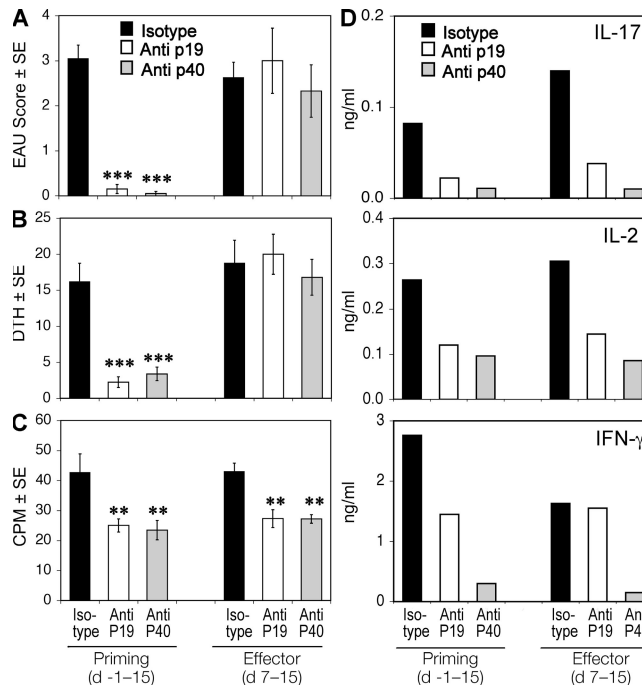 A
EAU Score ± SE
4
3
2
1
0
Isotype
Anti p19
Anti p40
*** ***
B
DTH ± SE
25
20
15
10
5
0
*** ***
C
CPM ± SE
60
50
40
30
20
10
0
** ** ** **
Iso- Anti Anti Iso- Anti Anti
type P19 P40 type P19 P40
Priming Effector
(d -1–15) (d 7–15)
D
IL-17
Isotype
Anti p19
Anti p40
ng/ml
0.2
0.1
0.0
IL-2
ng/ml
0.4
0.3
0.2
0.1
0.0
IFN-γ
ng/ml
3
2
1
0
Iso- Anti Anti Iso- Anti Anti
type P19 P40 type P19 P4
Priming Effector
(d -1–15) (d 7–15)